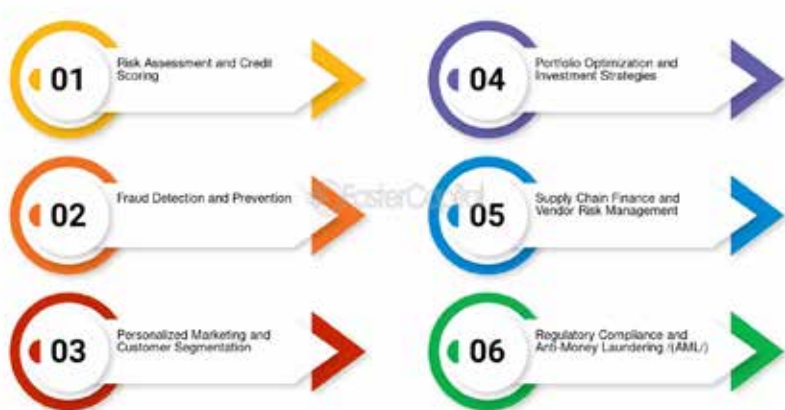 01
Risk Assessment and Credit
Scoring
02
Fraud Detection and Prevention
03
Personalized Marketing and
Customer Segmentation
04
Portfolio Optimization and
Investment Strategies
05
Supply Chain Finance and
Vendor Risk Management
06
Regulatory Compliance and
Anti-Money Laundering /(AML/)
FasterCapital